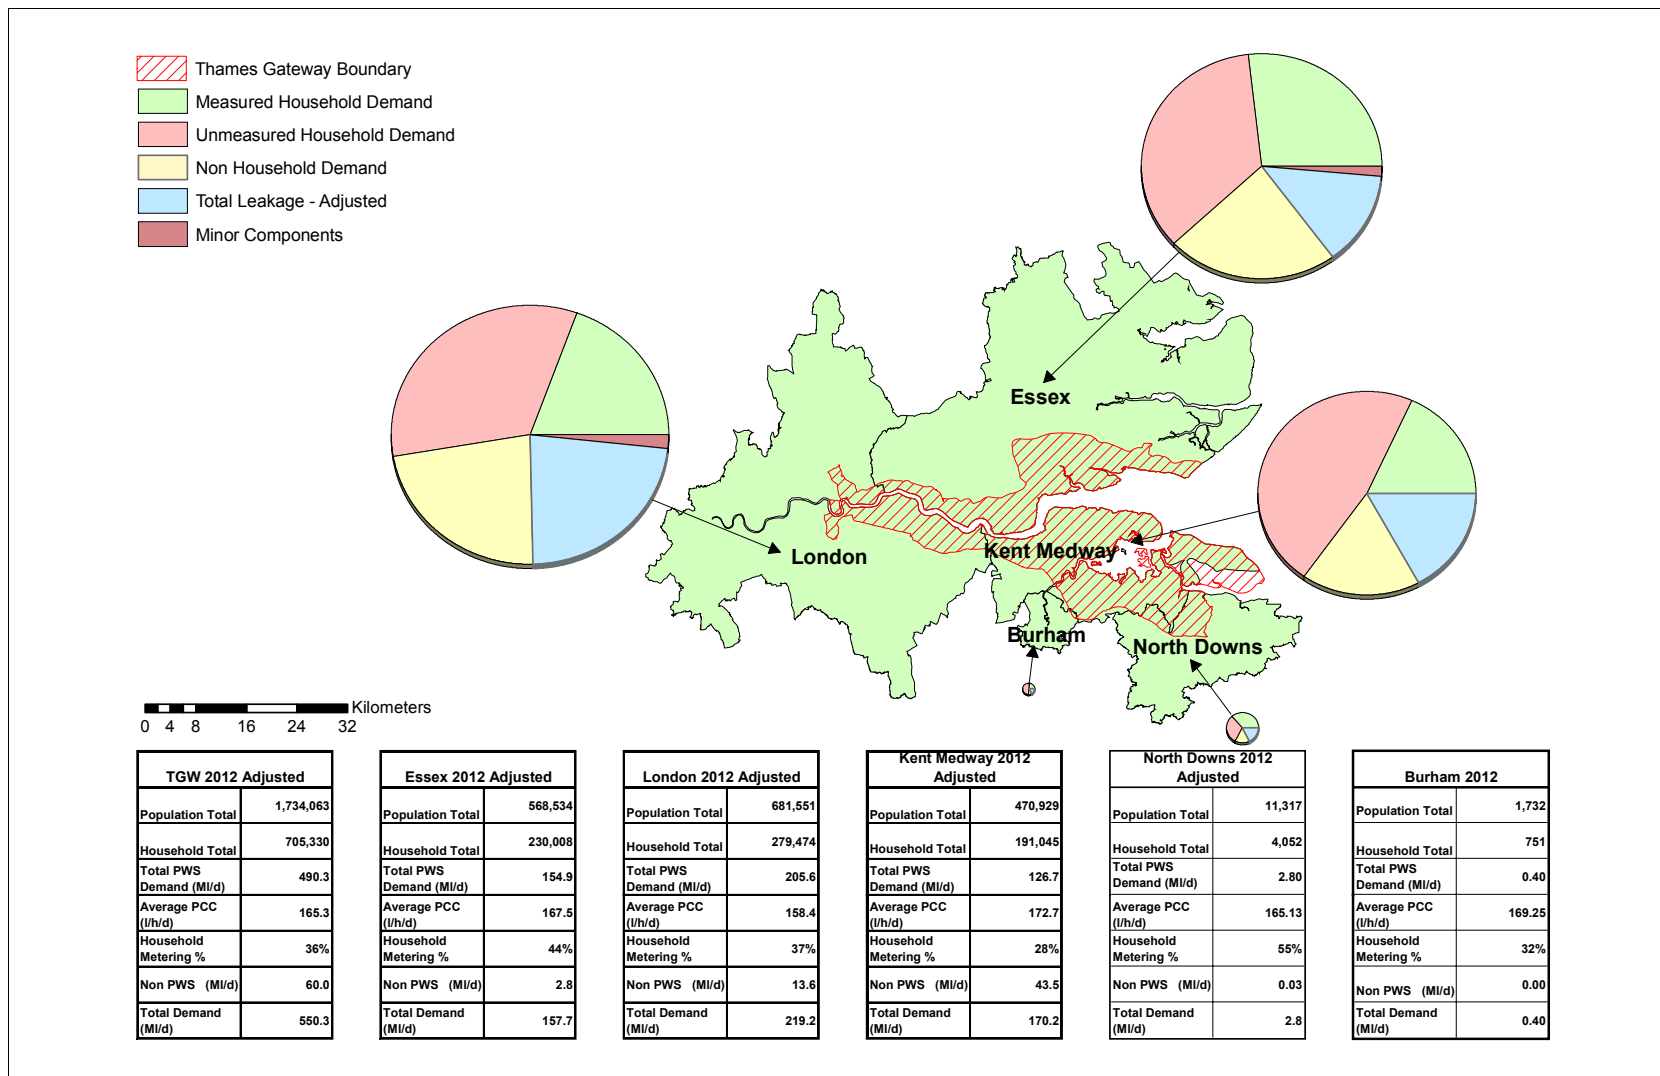 Thames Gateway Boundary
Measured Household Demand
Unmeasured Household Demand
Non Household Demand
Total Leakage - Adjusted
Minor Components
Essex
London
Kent Medway
Burham
North Downs
Kilometers
0 4 8 16 24 32
TGW 2012 Adjusted
Population Total 1,734,063
Household Total 705,330
Total PWS
Demand (Ml/d) 490.3
Average PCC
(l/h/d) 165.3
Household
Metering % 36%
Non PWS (Ml/d) 60.0
Total Demand
(Ml/d) 550.3
Essex 2012 Adjusted
Population Total 568,534
Household Total 230,008
Total PWS
Demand (Ml/d) 154.9
Average PCC
(l/h/d) 167.5
Household
Metering % 44%
Non PWS (Ml/d) 2.8
Total Demand
(Ml/d) 157.7
London 2012 Adjusted
Population Total 681,551
Household Total 279,474
Total PWS
Demand (Ml/d) 205.6
Average PCC
(l/h/d) 158.4
Household
Metering % 37%
Non PWS (Ml/d) 13.6
Total Demand
(Ml/d) 219.2
Kent Medway 2012
Adjusted
Population Total 470,929
Household Total 191,045
Total PWS
Demand (Ml/d) 126.7
Average PCC
(l/h/d) 172.7
Household
Metering % 28%
Non PWS (Ml/d) 43.5
Total Demand
(Ml/d) 170.2
North Downs 2012
Adjusted
Population Total 11,317
Household Total 4,052
Total PWS
Demand (Ml/d) 2.80
Average PCC
(l/h/d) 165.13
Household
Metering % 55%
Non PWS (Ml/d) 0.03
Total Demand
(Ml/d) 2.8
Burham 2012
Population Total 1,732
Household Total 751
Total PWS
Demand (Ml/d) 0.40
Average PCC
(l/h/d) 169.25
Household
Metering % 32%
Non PWS (Ml/d) 0.00
Total Demand
(Ml/d) 0.40